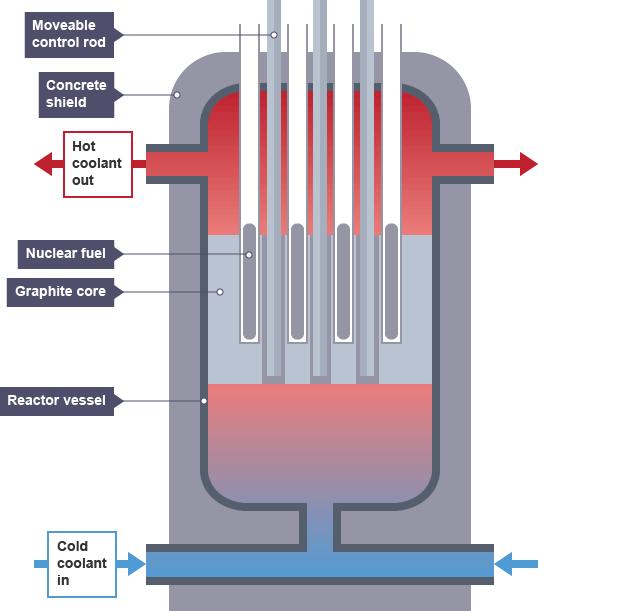 Moveable
control rod
Concrete
shield
Hot
coolant
out
Nuclear fuel
Graphite core
Reactor vessel
Cold
coolant
in